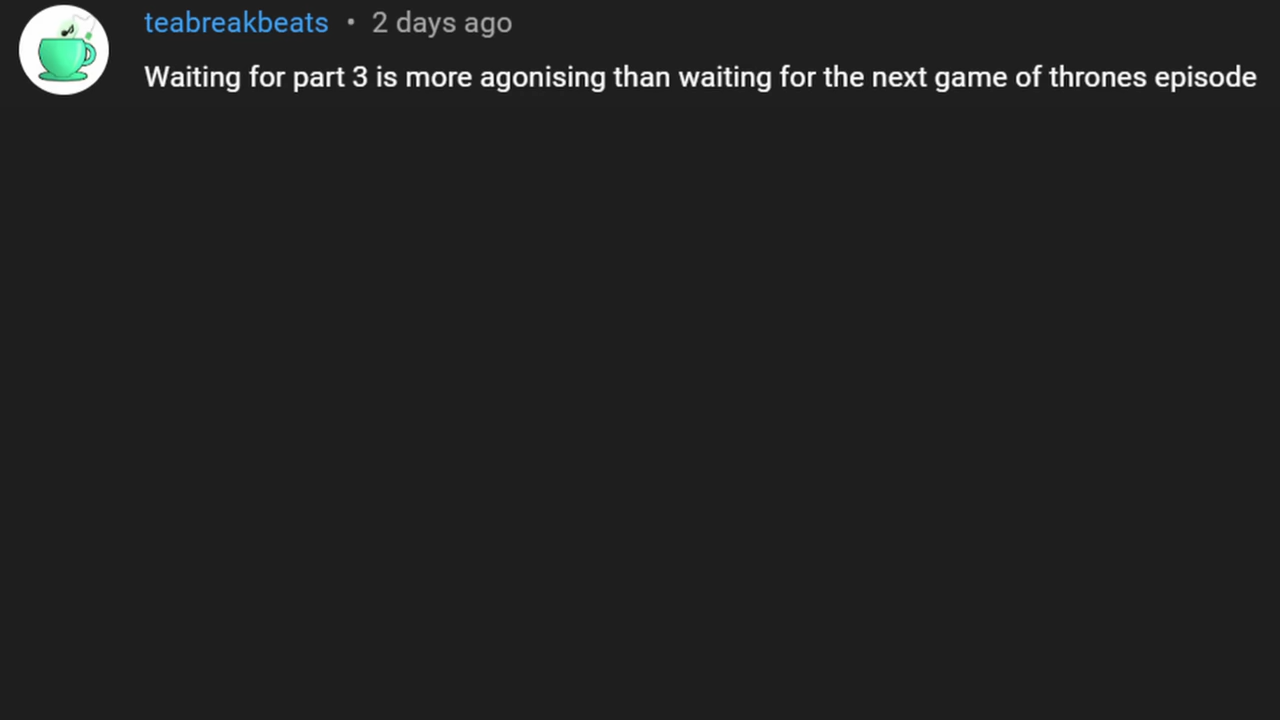 teabreakbeats • 2 days ago
Waiting for part 3 is more agonising than waiting for the next game of thrones episode